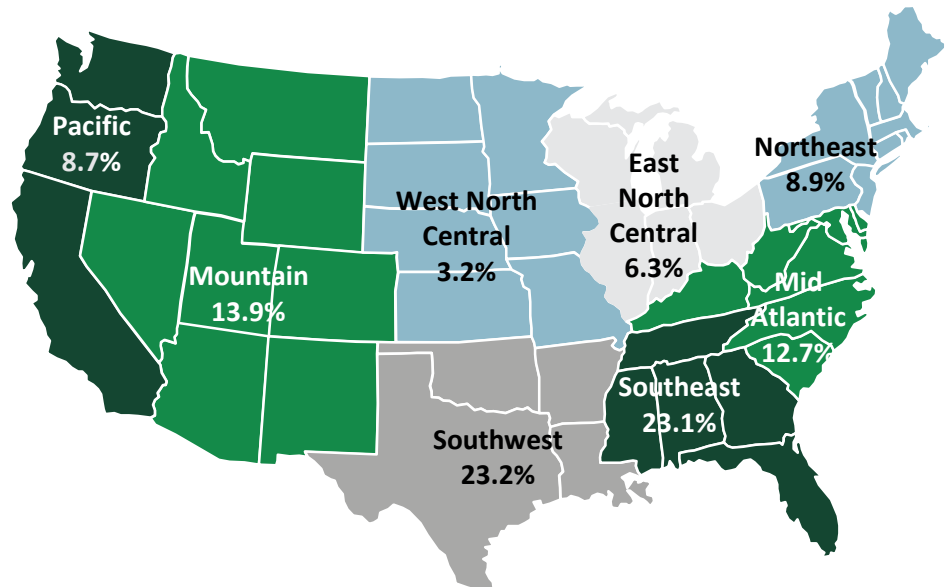 Pacific
8.7%
Mountain
13.9%
West North
Central
3.2%
East
North
Central
6.3%
Northeast
8.9%
Mid
Atlantic
12.7%
Southeast
23.1%
Southwest
23.2%